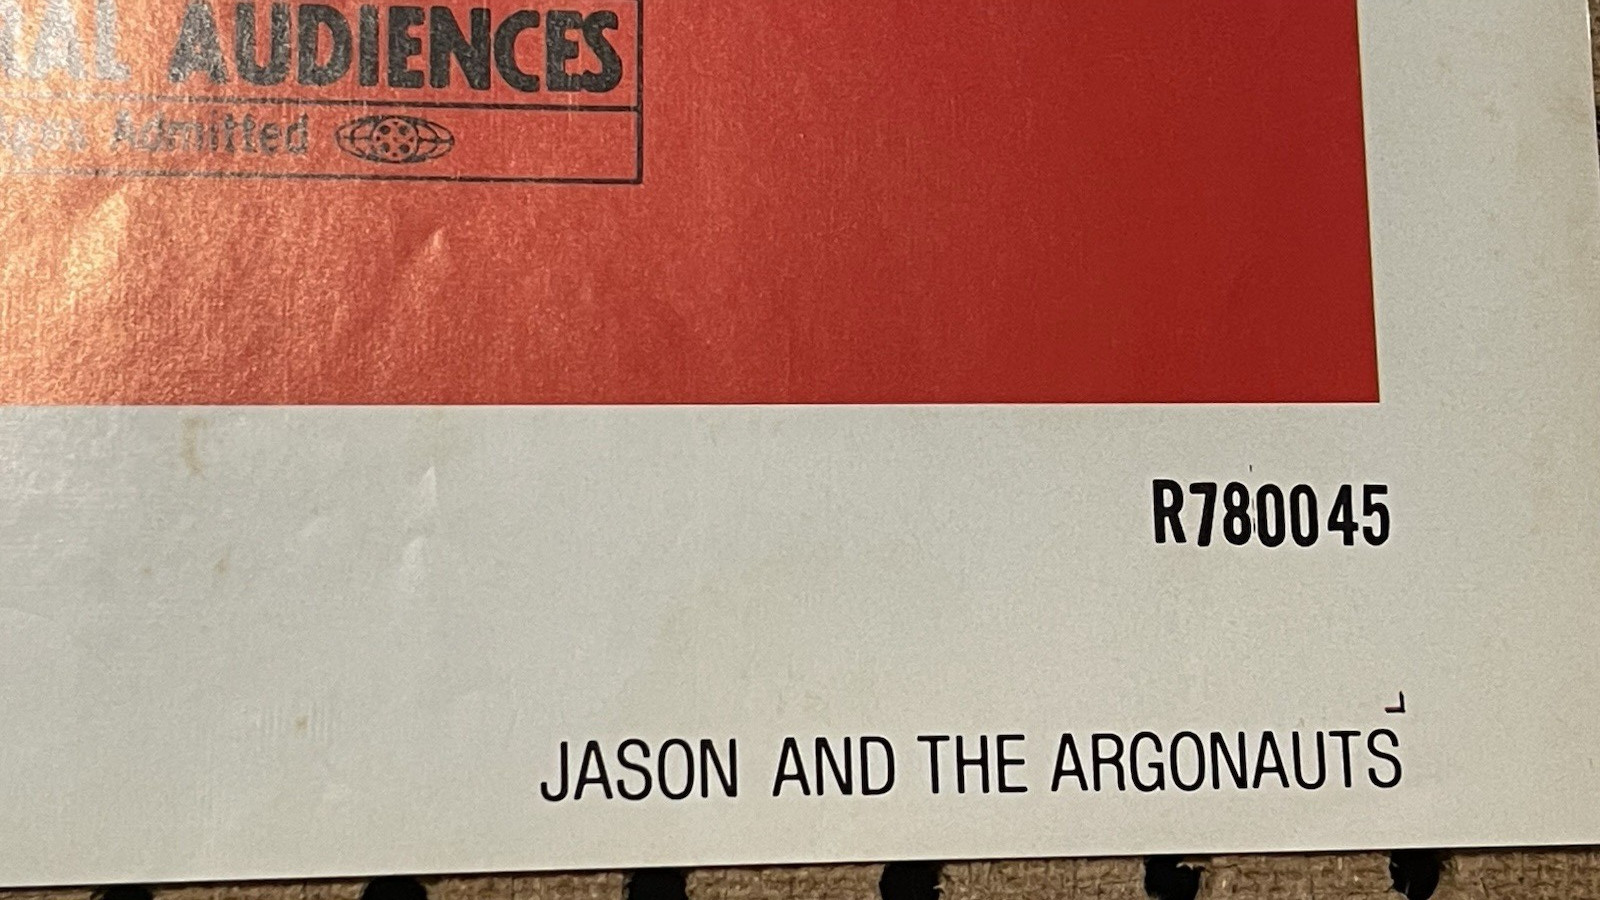 AUDIENCES
Admitted
R780045
JASON AND THE ARGONAUTS